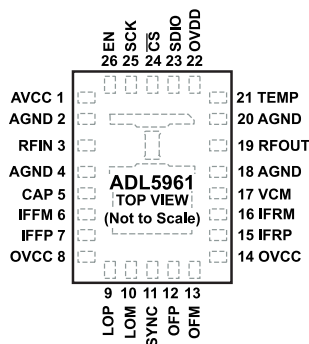 26 EN
25 SCK
24 CS
23 SDIO
22 OVDD
AVCC 1
AGND 2
RFIN 3
AGND 4
CAP 5
IFFM 6
IFFP 7
OVCC 8
ADL5961
TOP VIEW
(Not to Scale)
21 TEMP
20 AGND
19 RFOUT
18 AGND
17 VCM
16 IFRM
15 IFRP
14 OVCC
LOP 9
LOM 10
SYNC 11
OFP 12
OFM 13